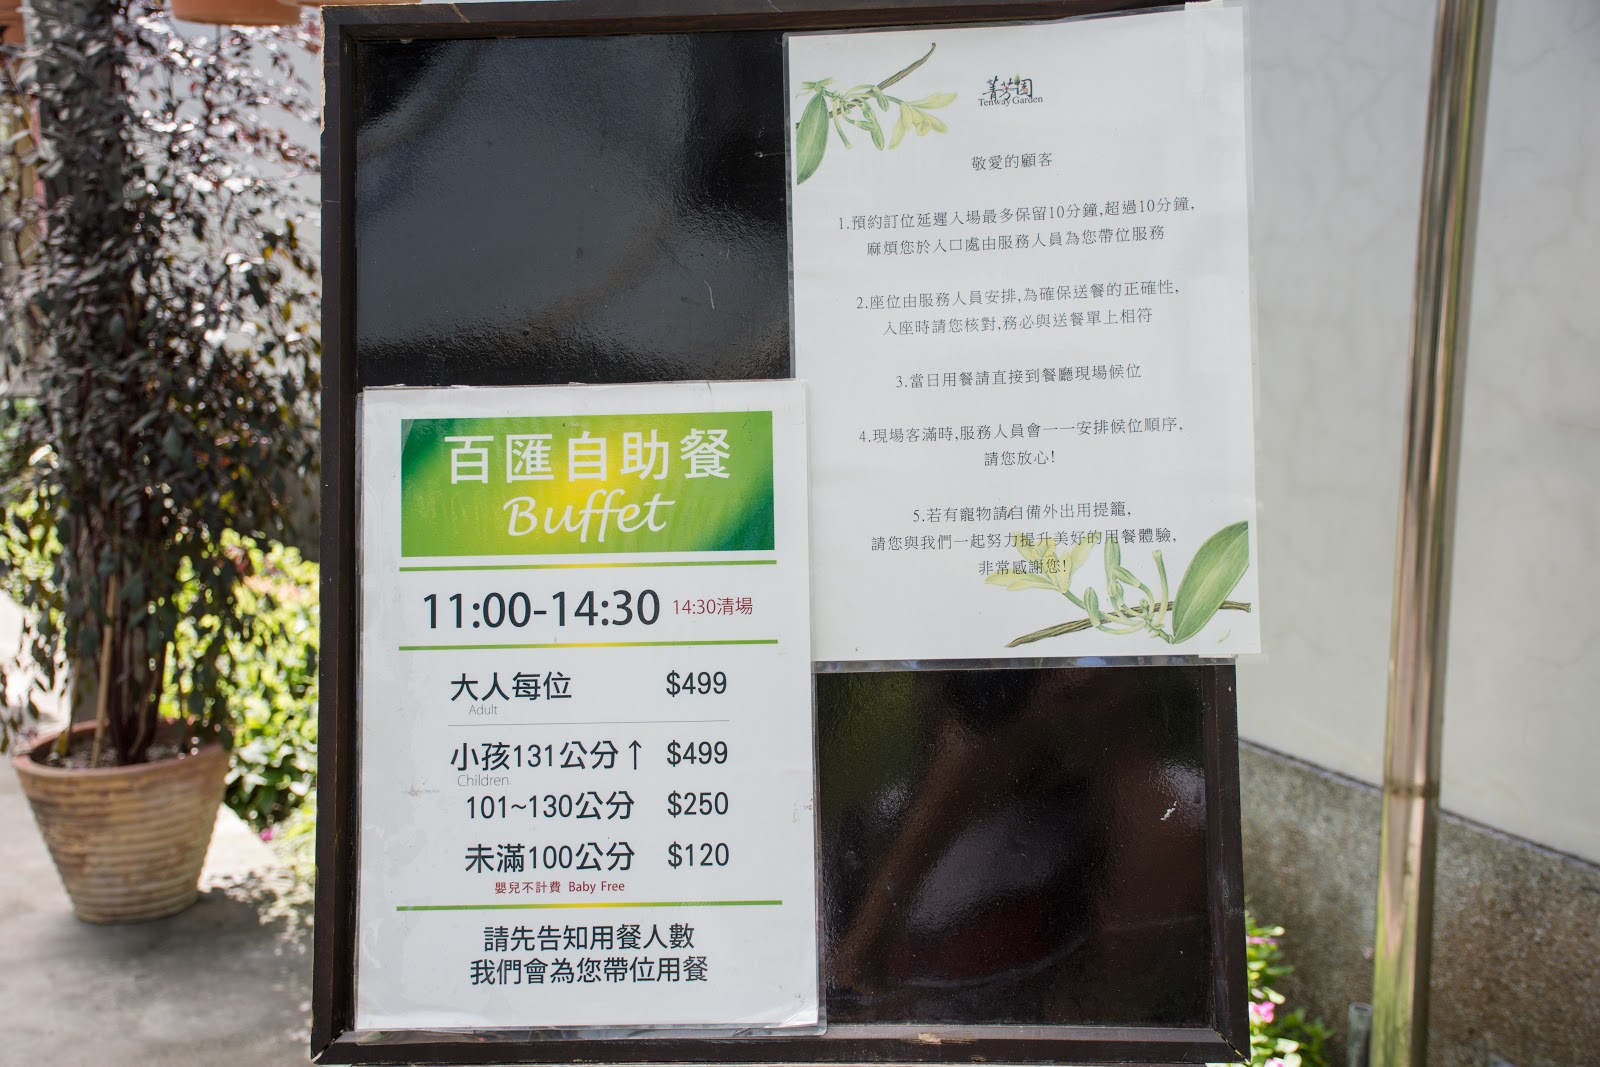 百匯自助餐
Buffet
11:00-14:30 14:30清場
大人每位 $499
Adult
小孩131公分↑ $499
Children
101~130公分 $250
未滿100公分 $120
嬰兒不計費 Baby Free
請先告知用餐人數
我們會為您帶位用餐
菁芳園
Tenway Garden
敬愛的顧客
1.預約訂位延遲入場最多保留10分鐘,超過10分鐘,
麻煩您於入口處由服務人員為您帶位服務
2.座位由服務人員安排,為確保送餐的正確性,
入座時請您核對,務必與送餐單上相符
3.當日用餐請直接到餐廳現場候位
4.現場客滿時,服務人員會一一安排候位順序,
請您放心!
5.若有寵物請自備外出用提籠,
請您與我們一起努力提升美好的用餐體驗,
非常感謝您!